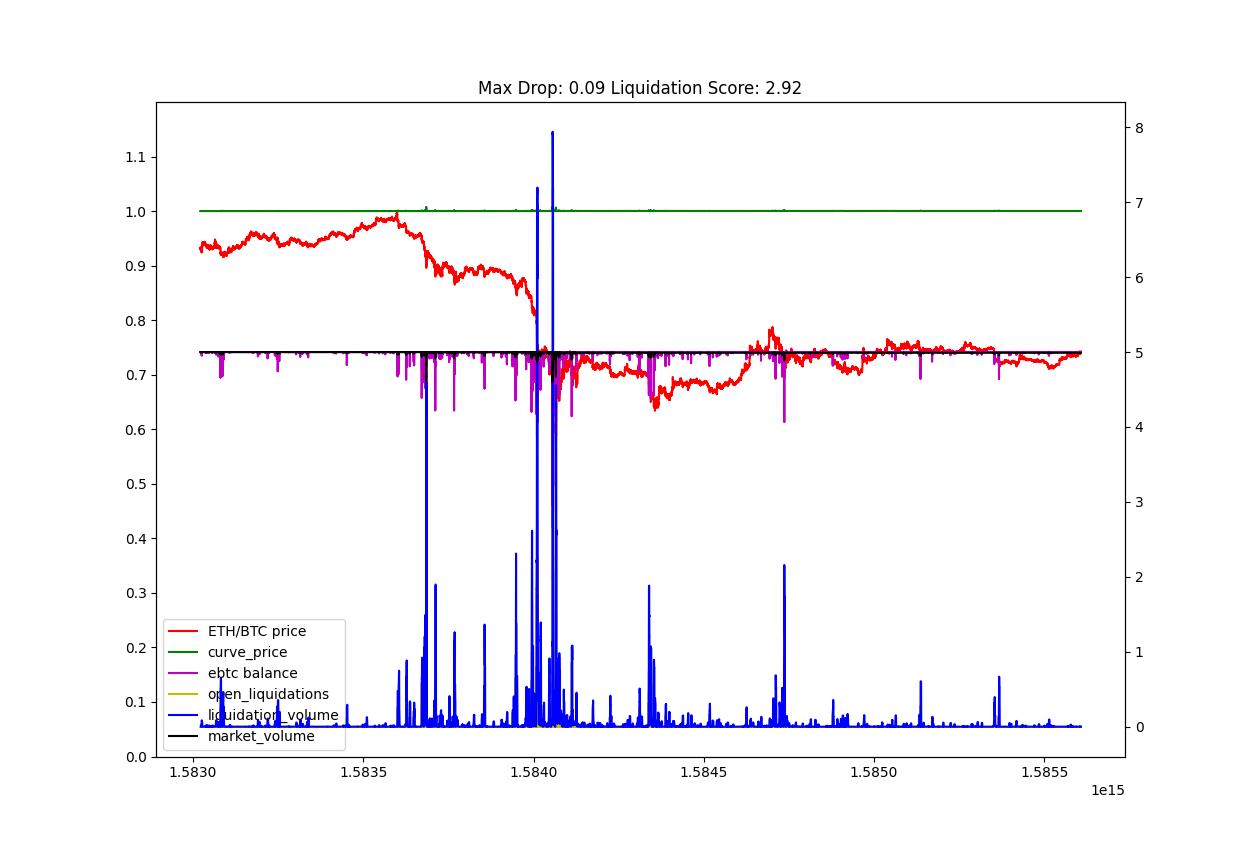 Max Drop: 0.09 Liquidation Score: 2.92
1.1
1.0
0.9
0.8
0.7
0.6
0.5
0.4
0.3
0.2
0.1
0.0
8
7
6
5
4
3
2
1
0
ETH/BTC price
curve_price
ebtc balance
open_liquidations
liquidation_volume
market_volume
1.5830 1.5835 1.5840 1.5845 1.5850 1.5855
1e15